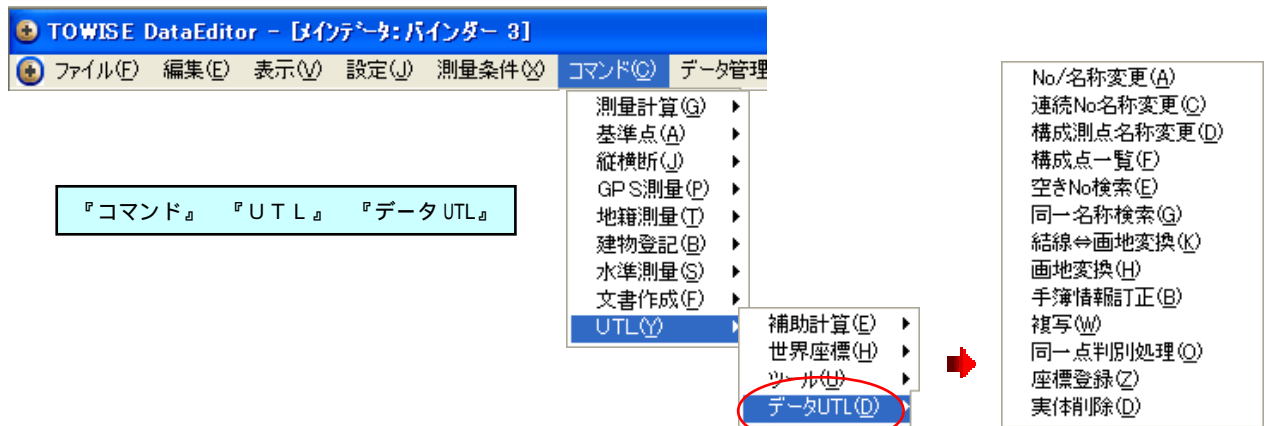 TOWISE DataEditor - [メインデータ:バインダー 3]
ファイル(F) 編集(E) 表示(V) 設定(J) 測量条件(X) コマンド(C) データ管理
測量計算(G)
基準点(A)
縦横断(J)
GPS測量(P)
地籍測量(T)
建物登記(B)
水準測量(S)
文書作成(F)
UTL(Y)
『コマンド』 『UTL』 『データUTL』
補助計算(E)
世界座標(H)
ツール(U)
データUTL(D)
No/名称変更(A)
連続No名称変更(C)
構成測点名称変更(D)
構成点一覧(F)
空きNo検索(E)
同一名称検索(G)
結線⇔画地変換(K)
画地変換(H)
手簿情報訂正(B)
複写(W)
同一点判別処理(O)
座標登録(Z)
実体削除(D)